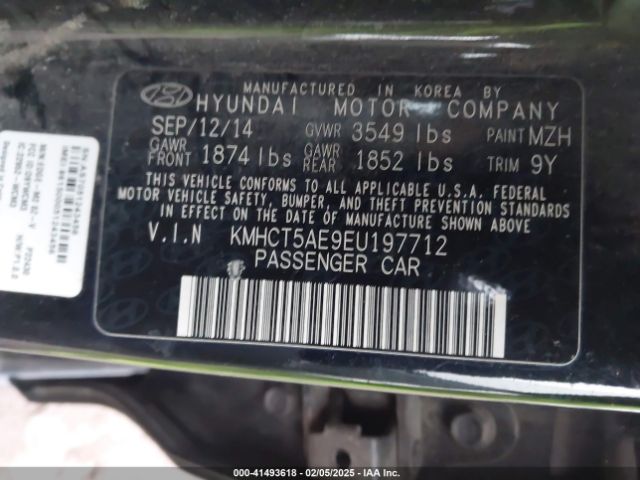 MANUFACTURED IN KOREA BY
HYUNDAI MOTOR COMPANY
SEP/12/14 GVWR 3549 lbs PAINT MZH
GAWR FRONT 1874 lbs GAWR REAR 1852 lbs TRIM 9Y
THIS VEHICLE CONFORMS TO ALL APPLICABLE U.S.A. FEDERAL
MOTOR VEHICLE SAFETY, BUMPER, AND THEFT PREVENTION
STANDARDS IN EFFECT ON THE DATE OF MANUFACTURE SHOWN ABOVE.
V.I.N KMHCT5AE9EU197712
PASSENGER CAR
000-41493618 - 02/05/2025 - IAAI.COM